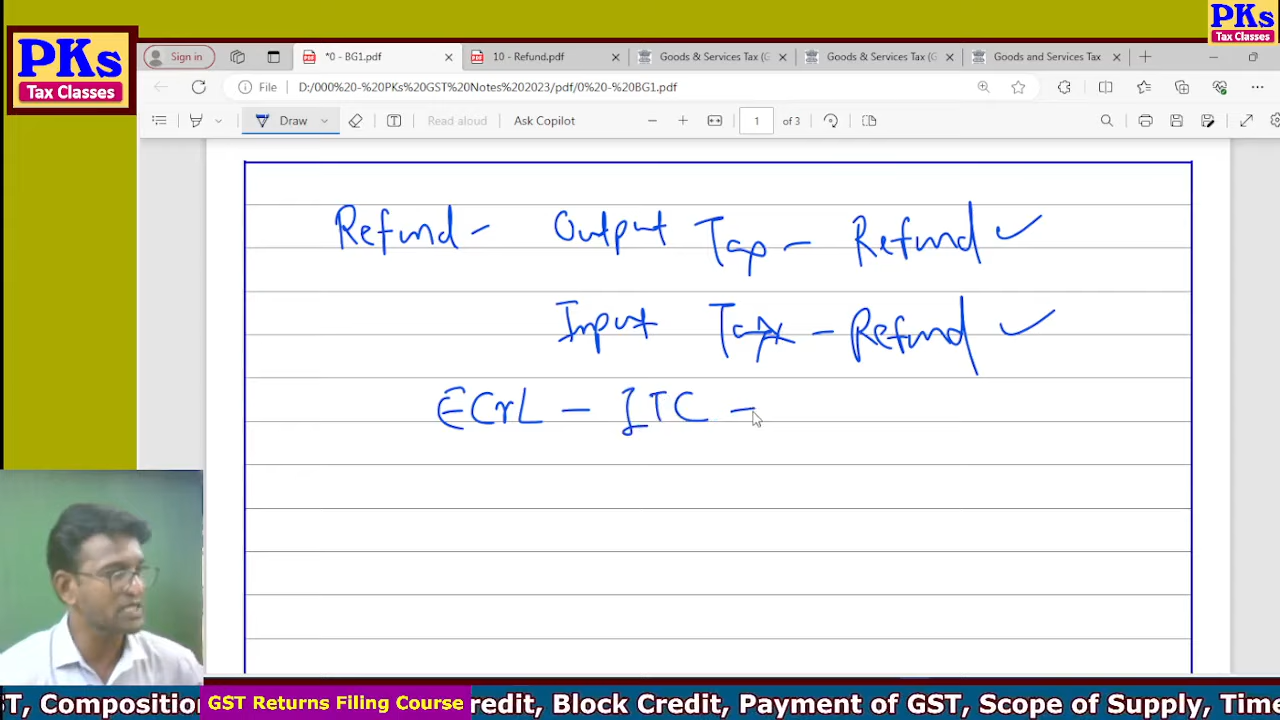 PKs
Tax Classes
PKs
Tax Classes
Sign in
*0 - BG1.pdf
10 - Refund.pdf
Goods & Services Tax (G
Goods & Services Tax (G
Goods and Services Tax
File D:/000%20-%20PKs%20GST%20Notes%202023/pdf/0%20-%20BG1.pdf
Draw
Read aloud
Ask Copilot
1 of 3
Refund - Output Tap - Refund ✓
Input Tax - Refund ✓
ECrL - ITC -
ST, Composition
GST Returns Filing Course
redit, Block Credit, Payment of GST, Scope of Supply, Time